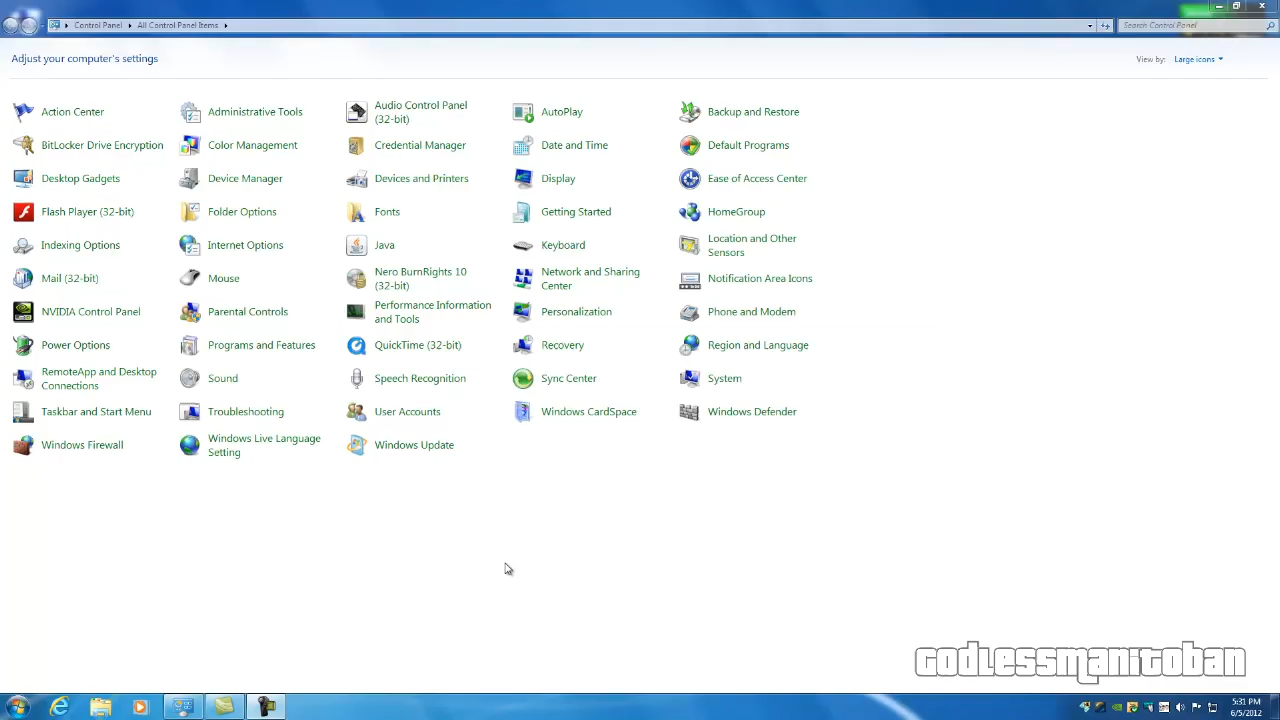 Control Panel
All Control Panel Items
Search Control Panel
Adjust your computer's settings
View by:
Large icons
Action Center
Administrative Tools
Audio Control Panel
(32-bit)
AutoPlay
Backup and Restore
BitLocker Drive Encryption
Color Management
Credential Manager
Date and Time
Default Programs
Desktop Gadgets
Device Manager
Devices and Printers
Display
Ease of Access Center
Flash Player (32-bit)
Folder Options
Fonts
Getting Started
HomeGroup
Indexing Options
Internet Options
Java
Keyboard
Location and Other
Sensors
Mail (32-bit)
Mouse
Nero BurnRights 10
(32-bit)
Network and Sharing
Center
Notification Area Icons
NVIDIA Control Panel
Parental Controls
Performance Information
and Tools
Personalization
Phone and Modem
Power Options
Programs and Features
QuickTime (32-bit)
Recovery
Region and Language
RemoteApp and Desktop
Connections
Sound
Speech Recognition
Sync Center
System
Taskbar and Start Menu
Troubleshooting
User Accounts
Windows CardSpace
Windows Defender
Windows Firewall
Windows Live Language
Setting
Windows Update
GODLESSMANITOBAN
5:31 PM
6/5/2012